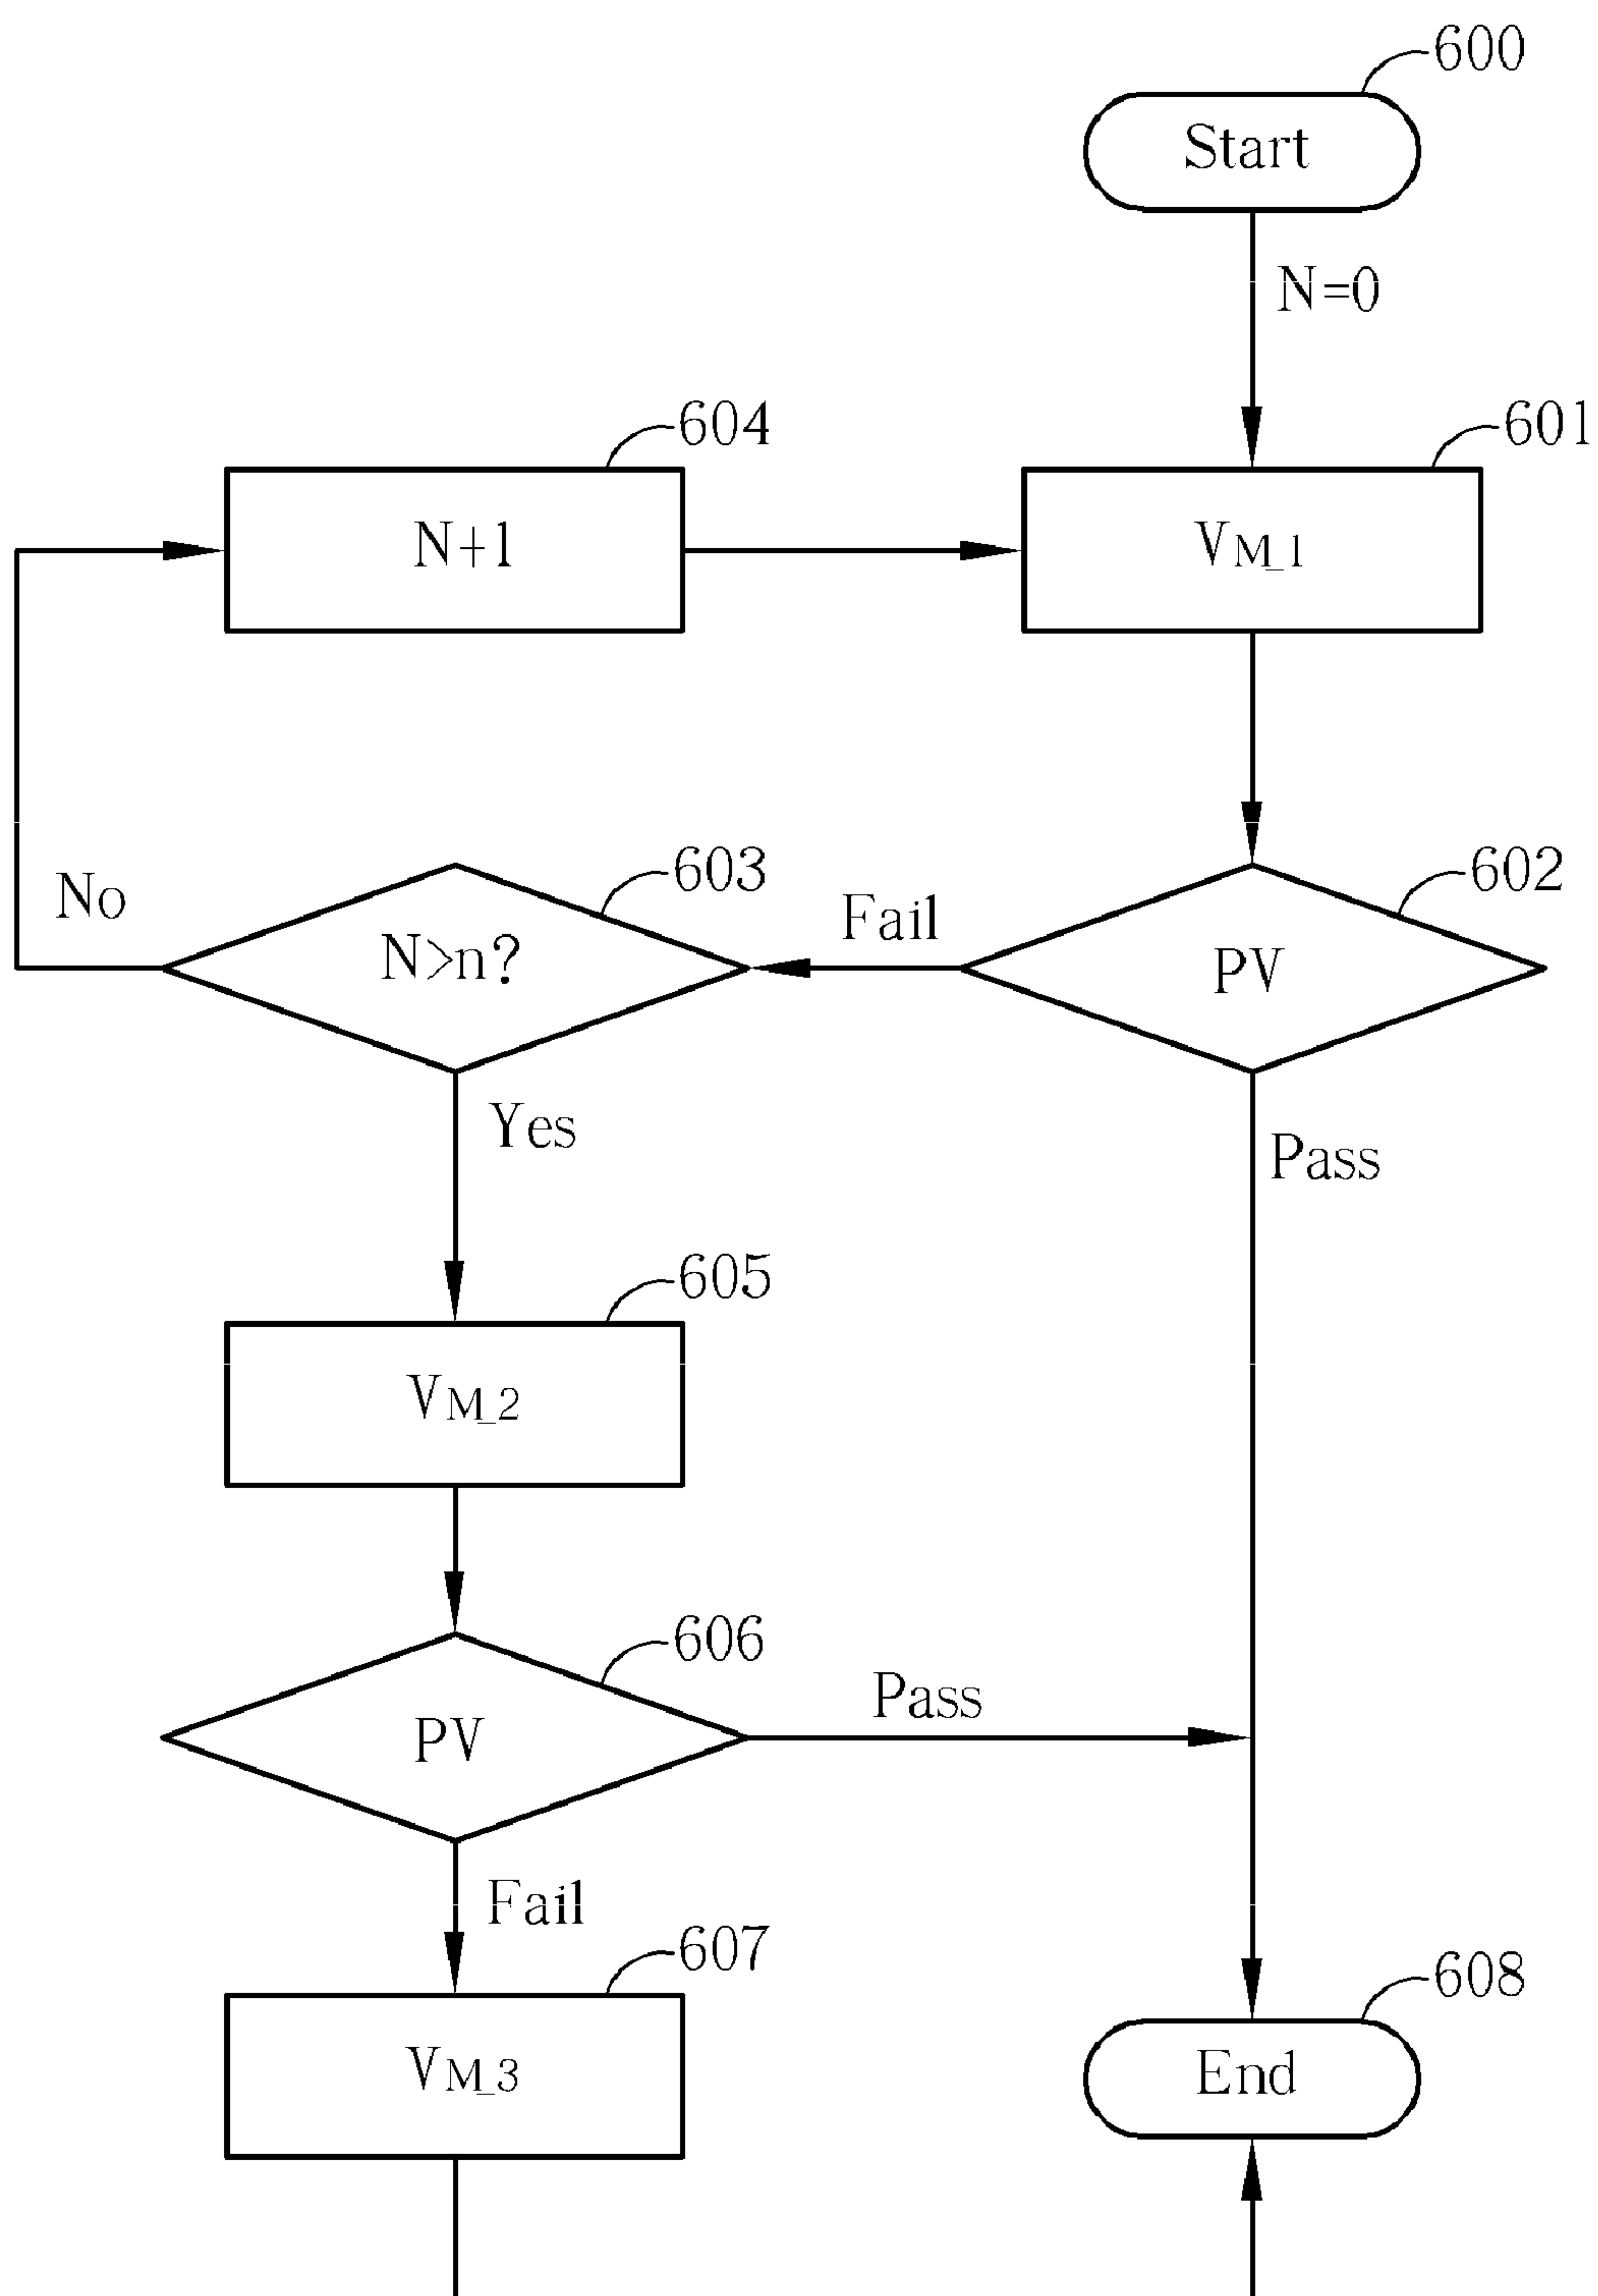 600
Start
N=0
604
601
N+1
VM_1
603
602
No
Fail
N>n?
PV
Yes
Pass
605
VM_2
606
Pass
PV
Fail
607
608
VM_3
End